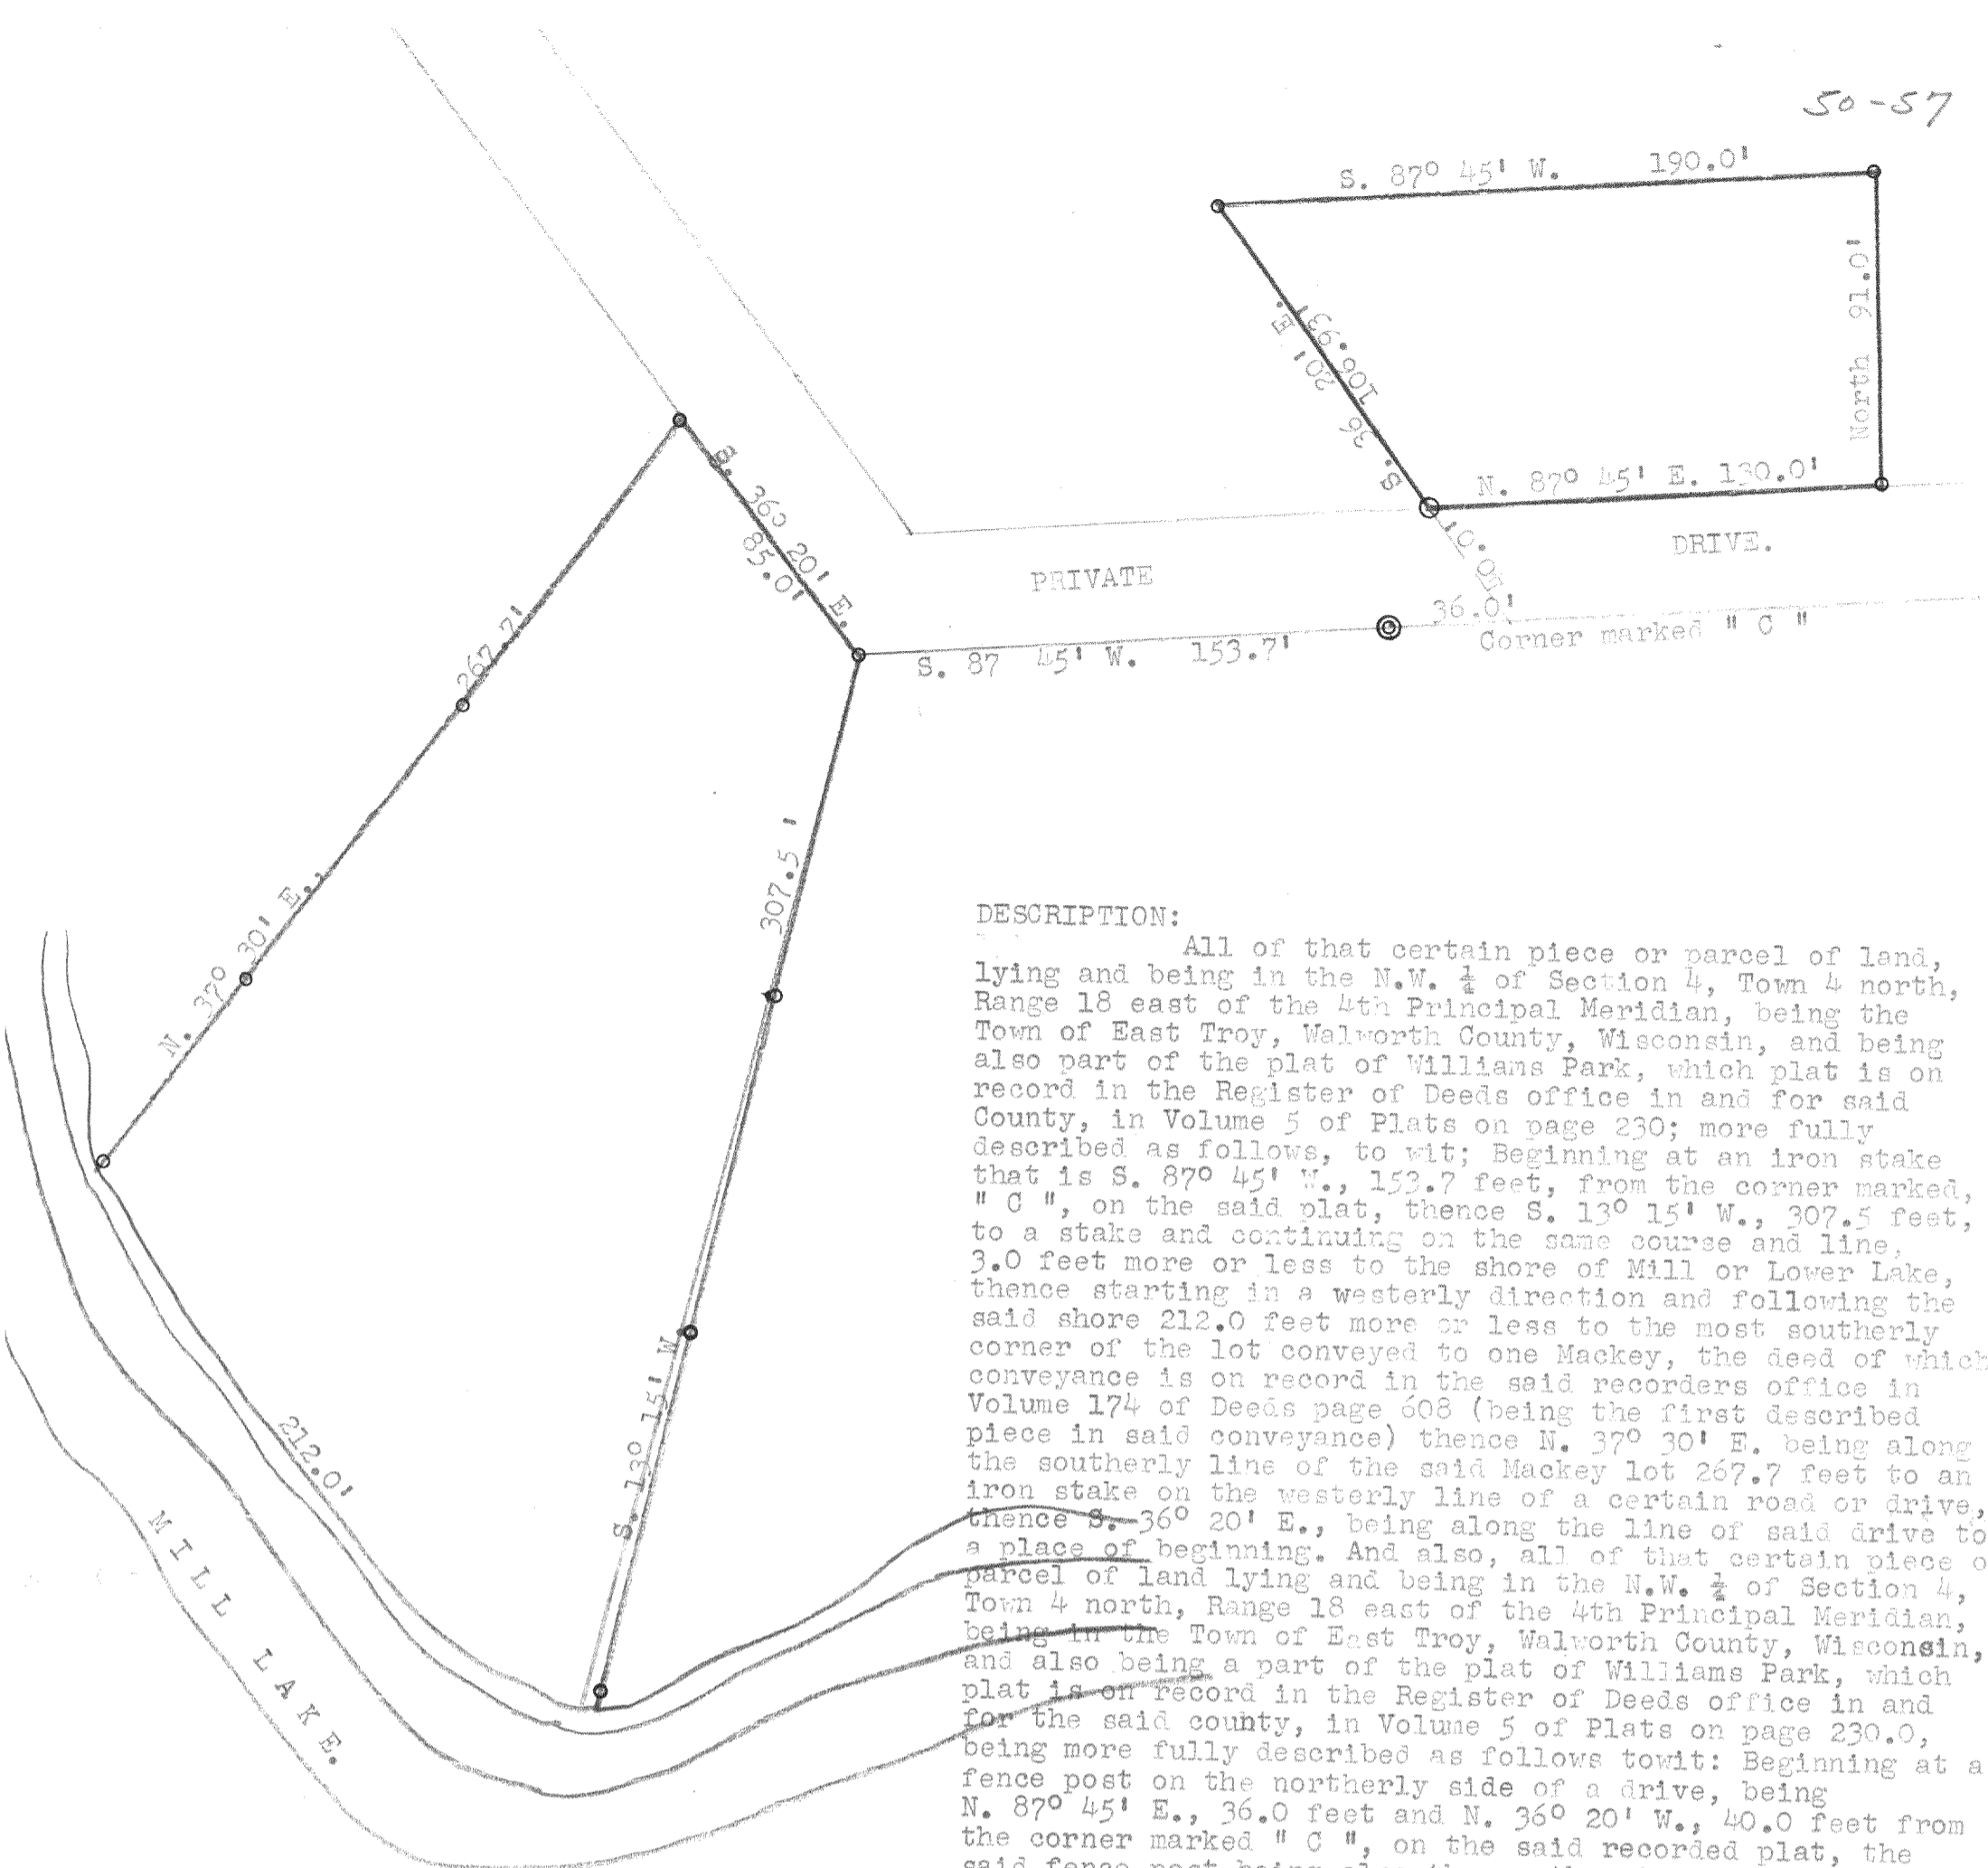 50-57
S. 87° 45' W. 190.0'
North 91.0'
S. 36 20' E.
106.93'
N. 87° 45' E. 130.0'
40.0'
DRIVE.
PRIVATE
36.0'
Corner marked " C "
S. 87 45' W. 153.7'
S. 36° 20' E.
85.0'
267.7'
N. 37° 30' E.,
307.5 '
S. 13° 15' W.
212.0'
MILL LAKE.
DESCRIPTION:
All of that certain piece or parcel of land,
lying and being in the N.W. ¼ of Section 4, Town 4 north,
Range 18 east of the 4th Principal Meridian, being the
Town of East Troy, Walworth County, Wisconsin, and being
also part of the plat of Williams Park, which plat is on
record in the Register of Deeds office in and for said
County, in Volume 5 of Plats on page 230; more fully
described as follows, to wit; Beginning at an iron stake
that is S. 87° 45' W., 153.7 feet, from the corner marked,
" C ", on the said plat, thence S. 13° 15' W., 307.5 feet,
to a stake and continuing on the same course and line,
3.0 feet more or less to the shore of Mill or Lower Lake,
thence starting in a westerly direction and following the
said shore 212.0 feet more or less to the most southerly
corner of the lot conveyed to one Mackey, the deed of which
conveyance is on record in the said recorders office in
Volume 174 of Deeds page 608 (being the first described
piece in said conveyance) thence N. 37° 30' E. being along
the southerly line of the said Mackey lot 267.7 feet to an
iron stake on the westerly line of a certain road or drive,
thence S. 36° 20' E., being along the line of said drive to
a place of beginning. And also, all of that certain piece o
parcel of land lying and being in the N.W. ¼ of Section 4,
Town 4 north, Range 18 east of the 4th Principal Meridian,
being in the Town of East Troy, Walworth County, Wisconsin,
and also being a part of the plat of Williams Park, which
plat is on record in the Register of Deeds office in and
for the said county, in Volume 5 of Plats on page 230.0,
being more fully described as follows towit: Beginning at a
fence post on the northerly side of a drive, being
N. 87° 45' E., 36.0 feet and N. 36° 20' W., 40.0 feet from
the corner marked " C ", on the said recorded plat, the
said fence post being also